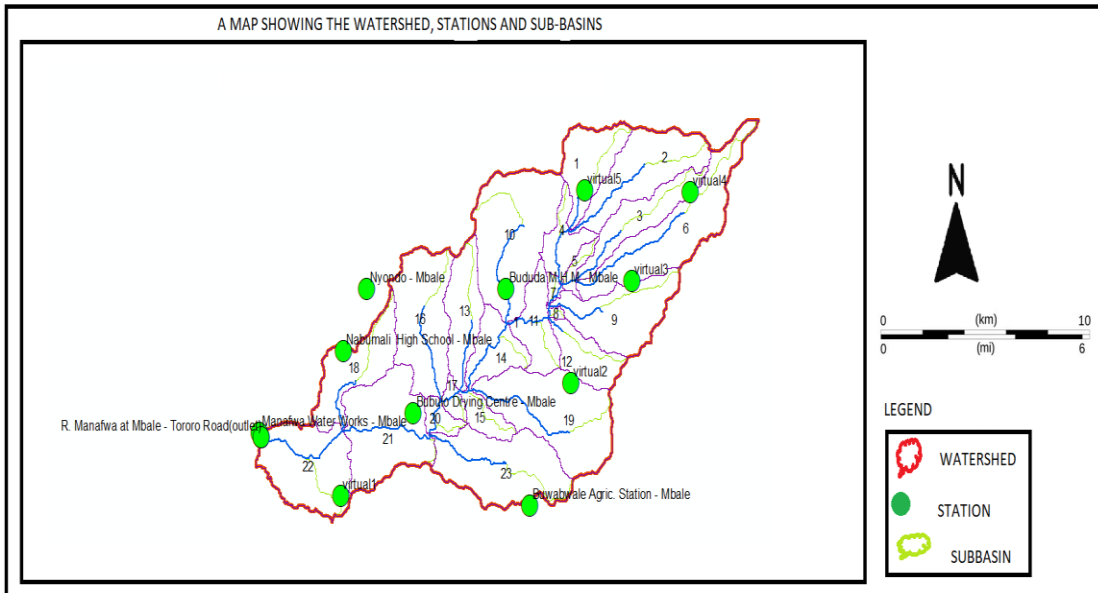 A MAP SHOWING THE WATERSHED, STATIONS AND SUB-BASINS
1
2
virtual5
virtual4
3
4
10
6
5
Nyondo - Mbale
Bududa M.H.M - Mbale
virtual3
7
16
13
1
11
8
9
Nabumali High School - Mbale
14
18
12
17
virtual2
Bubulo Drying Centre - Mbale
R. Manafwa at Mbale - Tororo Road(outlet)
Manafwa Water Works - Mbale
20
15
19
21
22
23
virtual1
Buwabwale Agric. Station - Mbale
N
0 (km) 10
0 (mi) 6
LEGEND
WATERSHED
STATION
SUBBASIN